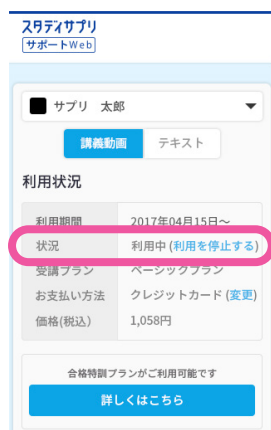 スタディサプリ
サポートWeb
サプリ 太郎
講義動画 テキスト
利用状況
利用期間 2017年04月15日～
状況 利用中 (利用を停止する)
受講プラン ベーシックプラン
お支払い方法 クレジットカード (変更)
価格(税込) 1,058円
合格特訓プランがご利用可能です
詳しくはこちら